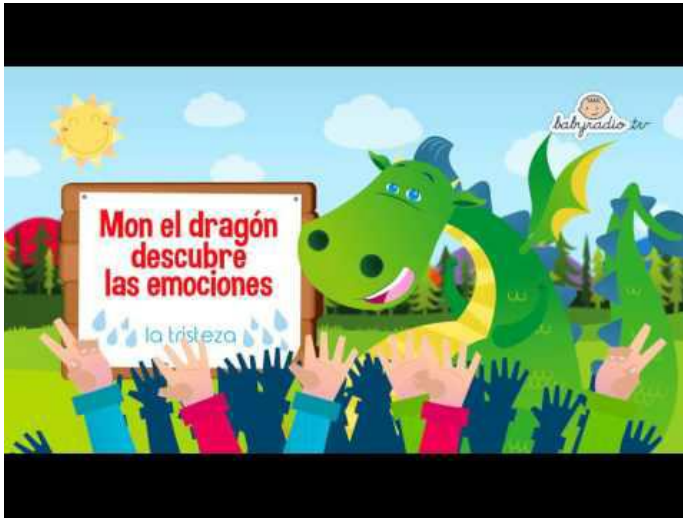 babyradio tv
Mon el dragón
descubre
las emociones
la tristeza